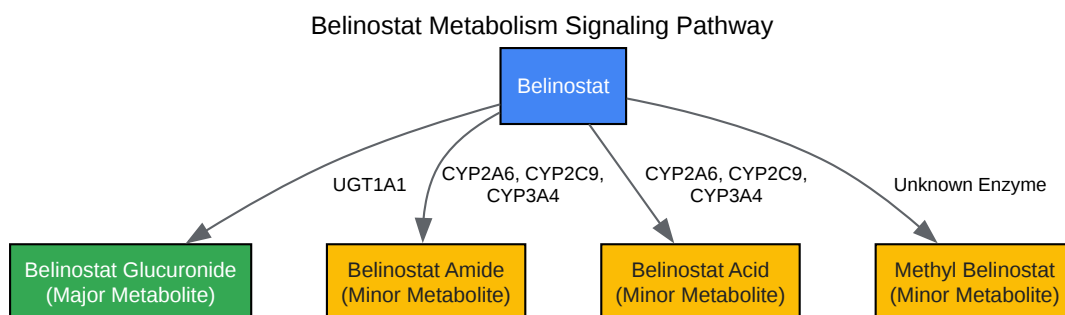 Belinostat Metabolism Signaling Pathway
Belinostat
UGT1A1
CYP2A6, CYP2C9,
CYP3A4
CYP2A6, CYP2C9,
CYP3A4
Unknown Enzyme
Belinostat Glucuronide
(Major Metabolite)
Belinostat Amide
(Minor Metabolite)
Belinostat Acid
(Minor Metabolite)
Methyl Belinostat
(Minor Metabolite)